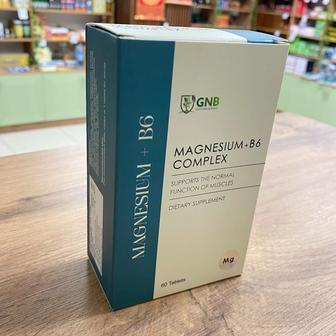 MAGNESIUM + B6
GNB
MAGNESIUM+B6
COMPLEX
SUPPORTS THE NORMAL
FUNCTION OF MUSCLES
DIETARY SUPPLEMENT
Mg
60 Tablets